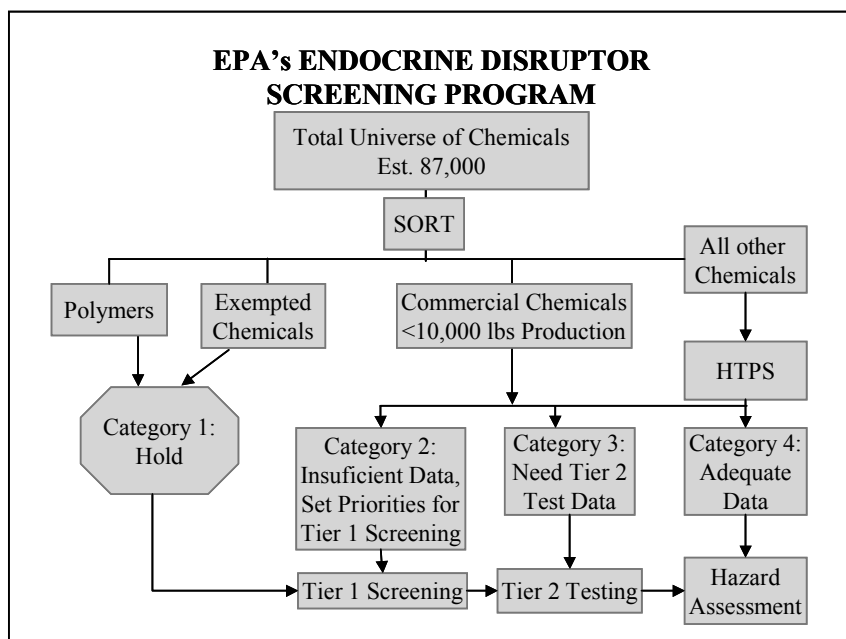 EPA's ENDOCRINE DISRUPTOR
SCREENING PROGRAM
Total Universe of Chemicals
Est. 87,000
SORT
All other
Chemicals
Polymers
Exempted
Chemicals
Commercial Chemicals
<10,000 lbs Production
HTPS
Category 1:
Hold
Category 2:
Insuficient Data,
Set Priorities for
Tier 1 Screening
Category 3:
Need Tier 2
Test Data
Category 4:
Adequate
Data
Tier 1 Screening
Tier 2 Testing
Hazard
Assessment